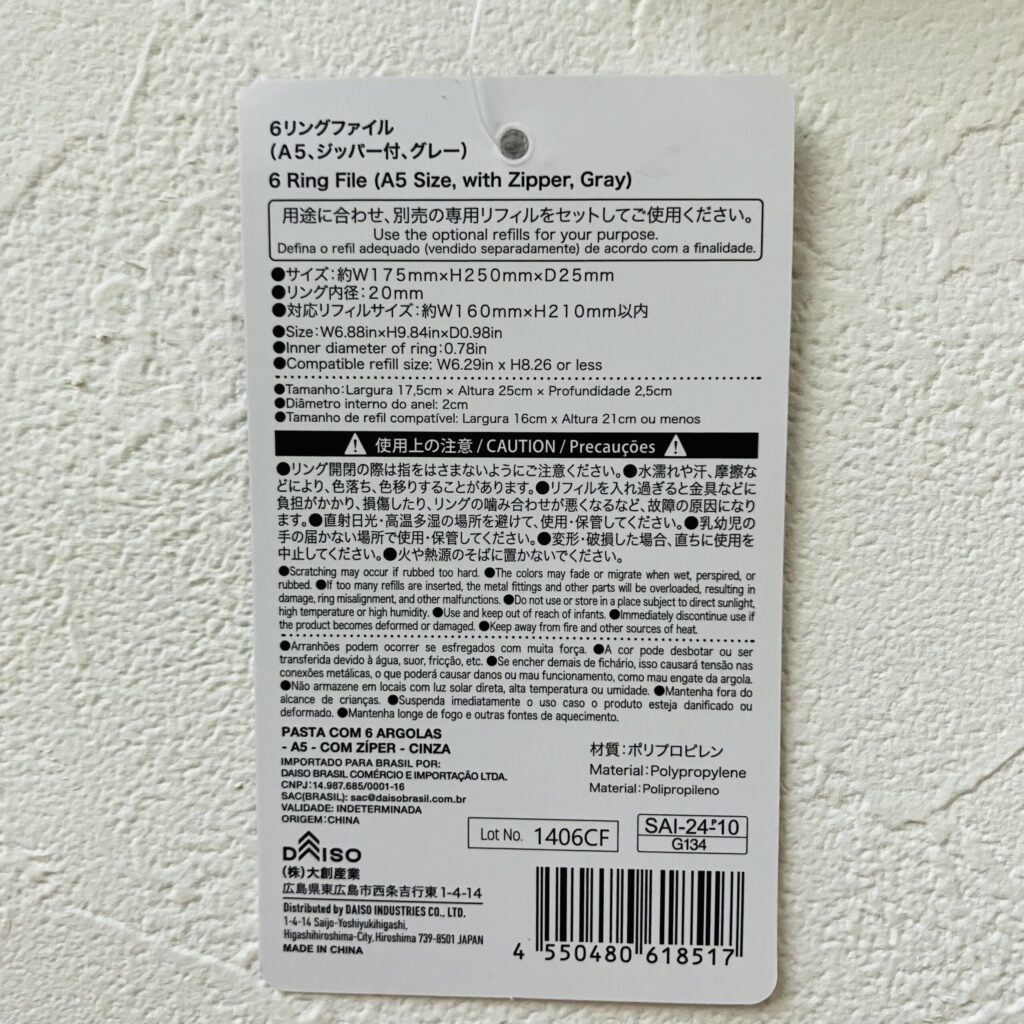 6リングファイル
（A5、ジッパー付、グレー）
6 Ring File (A5 Size, with Zipper, Gray)
用途に合わせ、別売の専用リフィルをセットしてご使用ください。
Use the optional refills for your purpose.
Defina o refil adequado (vendido separadamente) de acordo com a finalidade.
●サイズ：約W175mm×H250mm×D25mm
●リング内径：20mm
●対応リフィルサイズ：約W160mm×H210mm以内
●Size:W6.88in×H9.84in×D0.98in
●Inner diameter of ring:0.78in
●Compatible refill size: W6.29in x H8.26 or less
●Tamanho:Largura 17,5cm × Altura 25cm × Profundidade 2,5cm
●Diâmetro interno do anel: 2cm
●Tamanho de refil compatível: Largura 16cm x Altura 21cm ou menos
⚠ 使用上の注意 / CAUTION / Precauções ⚠
●リング開閉の際は指をはさまないようにご注意ください。●水濡れや汗、摩擦な
どにより、色落ち、色移りすることがあります。●リフィルを入れ過ぎると金具などに
負担がかかり、損傷したり、リングの噛み合わせが悪くなるなど、故障の原因になり
ます。●直射日光・高温多湿の場所を避けて、使用・保管してください。●乳幼児の
手の届かない場所で使用・保管してください。●変形・破損した場合、直ちに使用を
中止してください。●火や熱源のそばに置かないでください。
●Scratching may occur if rubbed too hard. ●The colors may fade or migrate when wet, perspired, or
rubbed. ●If too many refills are inserted, the metal fittings and other parts will be overloaded, resulting in
damage, ring misalignment, and other malfunctions. ●Do not use or store in a place subject to direct sunlight,
high temperature or high humidity. ●Use and keep out of reach of infants. ●Immediately discontinue use if
the product becomes deformed or damaged. ●Keep away from fire and other sources of heat.
●Arranhões podem ocorrer se esfregados com muita força. ●A cor pode desbotar ou ser
transferida devido à água, suor, fricção, etc. ●Se encher demais de fichário, isso causará tensão nas
conexões metálicas, o que poderá causar danos ou mau funcionamento, como mau engate da argola.
●Não armazene em locais com luz solar direta, alta temperatura ou umidade. ●Mantenha fora do
alcance de crianças. ●Suspenda imediatamente o uso caso o produto esteja danificado ou
deformado. ●Mantenha longe de fogo e outras fontes de aquecimento.
PASTA COM 6 ARGOLAS
- A5 - COM ZÍPER - CINZA
IMPORTADO PARA BRASIL POR:
DAISO BRASIL COMÉRCIO E IMPORTAÇÃO LTDA.
CNPJ:14.987.685/0001-16
SAC(BRASIL): sac@daisobrasil.com.br
VALIDADE: INDETERMINADA
ORIGEM:CHINA
材質：ポリプロピレン
Material:Polypropylene
Material:Polipropileno
Lot No. 1406CF
SAI-24-P10
G134
DAISO
（株）大創産業
広島県東広島市西条吉行東 1-4-14
Distributed by DAISO INDUSTRIES CO., LTD.
1-4-14 Saijo-Yoshiyukihigashi,
Higashihiroshima-City, Hiroshima 739-8501 JAPAN
MADE IN CHINA
4 550480 618517